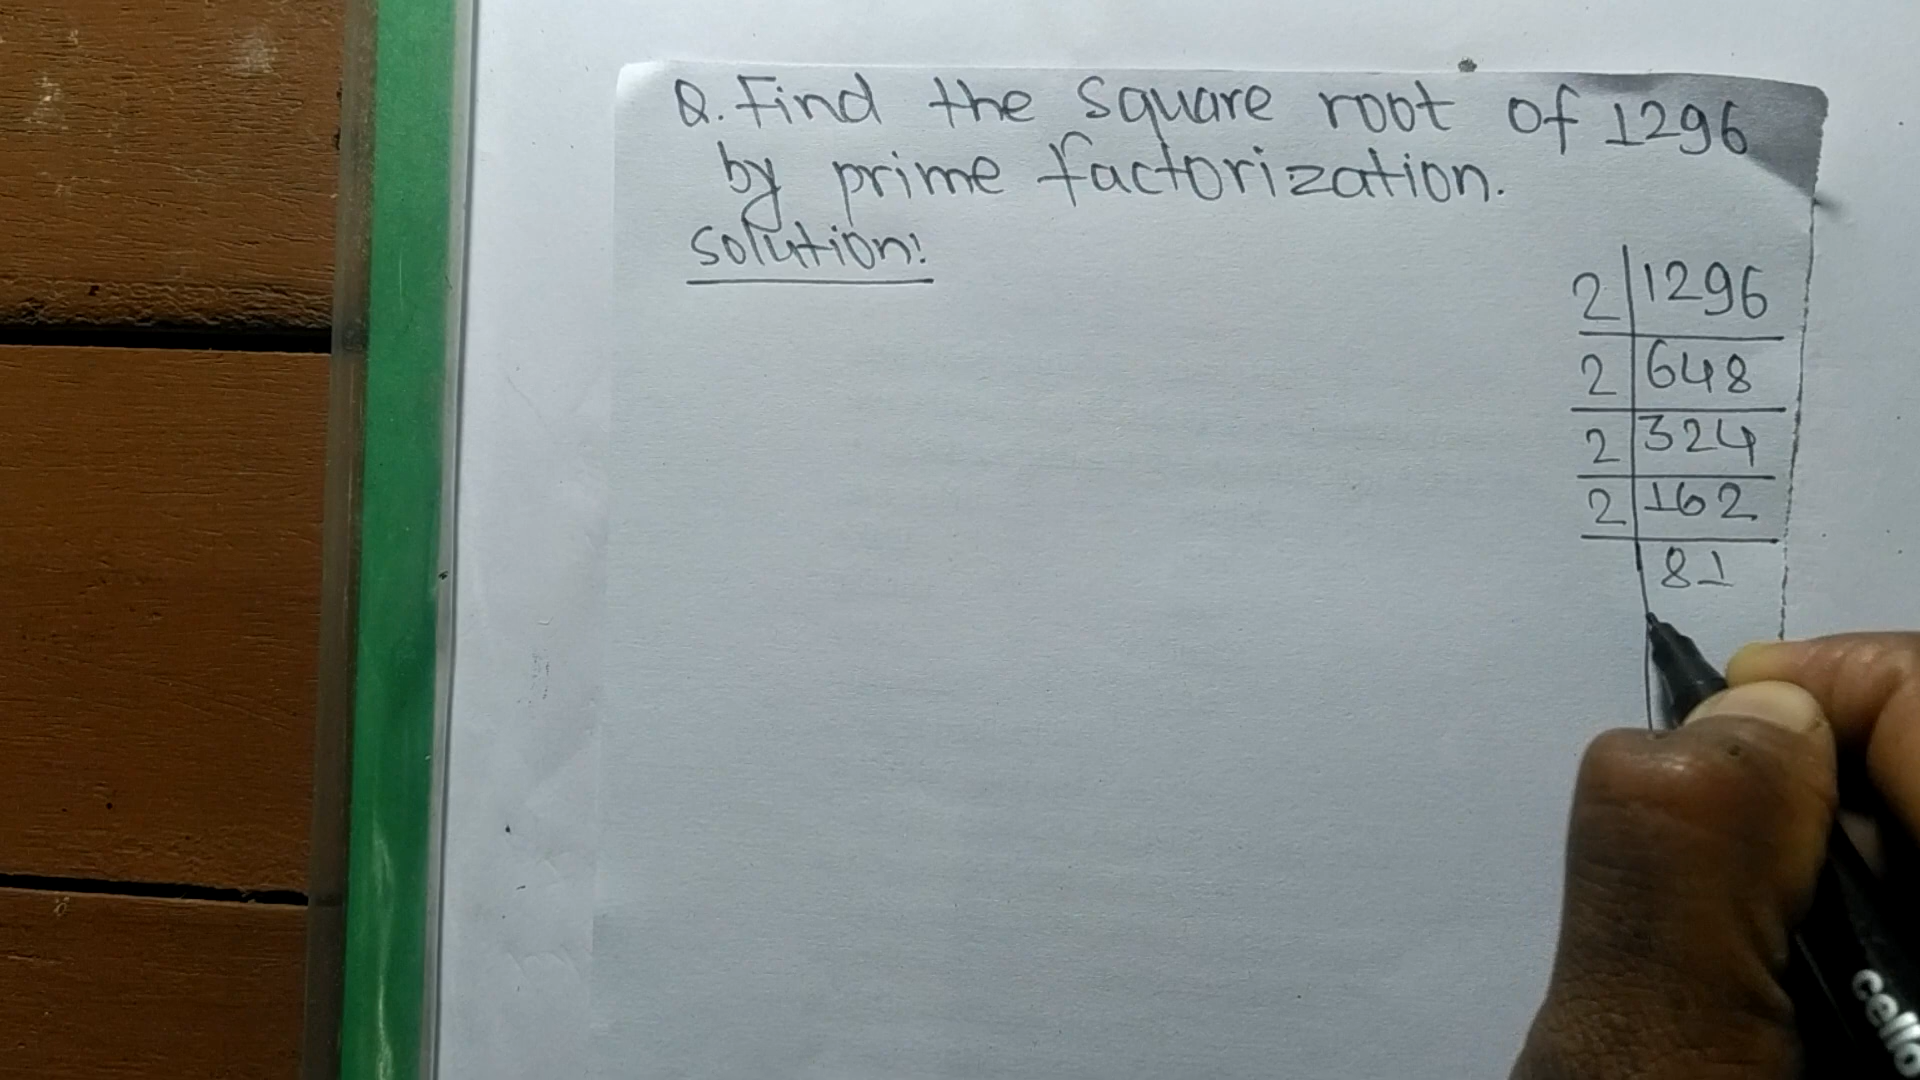 Q. Find the square root of 1296
by prime factorization.
solution:
2 | 1296
2 | 648
2 | 324
2 | 162
81
cello